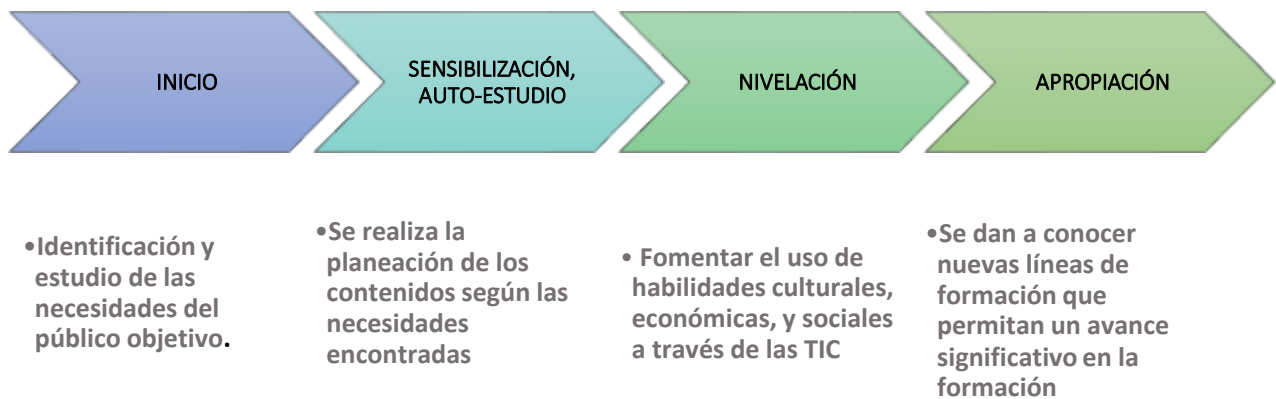 INICIO
SENSIBILIZACIÓN,
AUTO-ESTUDIO
NIVELACIÓN
APROPIACIÓN
•Identificación y
estudio de las
necesidades del
público objetivo.
•Se realiza la
planeación de los
contenidos según las
necesidades
encontradas
• Fomentar el uso de
habilidades culturales,
económicas, y sociales
a través de las TIC
•Se dan a conocer
nuevas líneas de
formación que
permitan un avance
significativo en la
formación